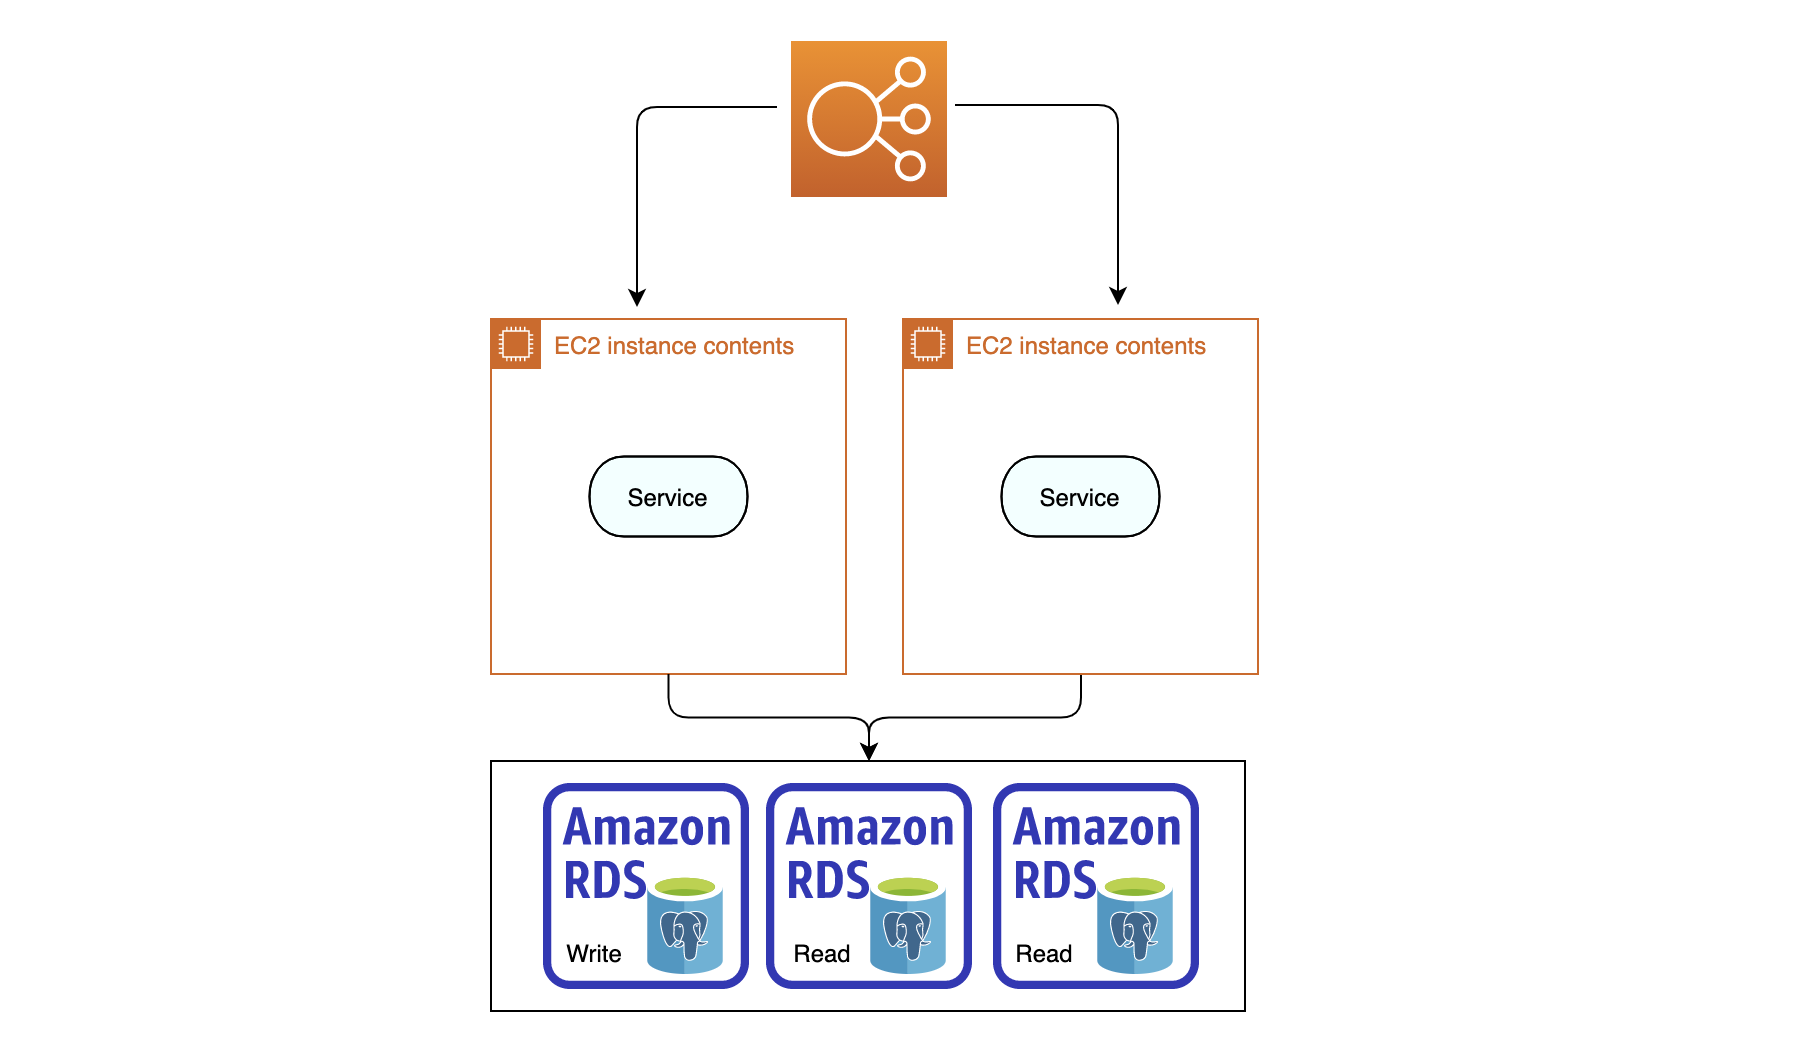 EC2 instance contents
EC2 instance contents
Service
Service
Amazon
RDS
Write
Amazon
RDS
Read
Amazon
RDS
Read